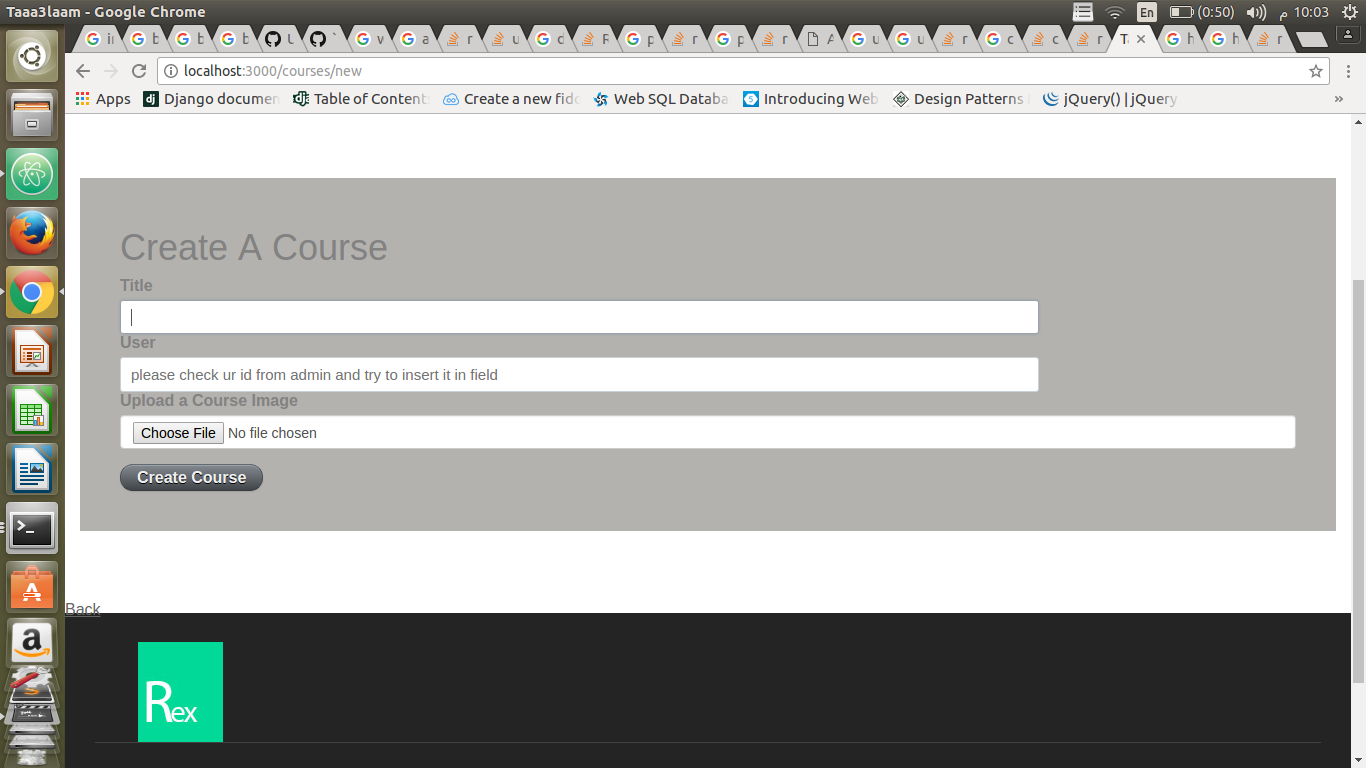 Taaa3laam - Google Chrome
En (0:50) 10:03 م
localhost:3000/courses/new
Apps Django documen Table of Content Create a new fidd Web SQL Databa Introducing Web Design Patterns jQuery() | jQuery »
Create A Course
Title
User
please check ur id from admin and try to insert it in field
Upload a Course Image
Choose File No file chosen
Create Course
Back
Rex